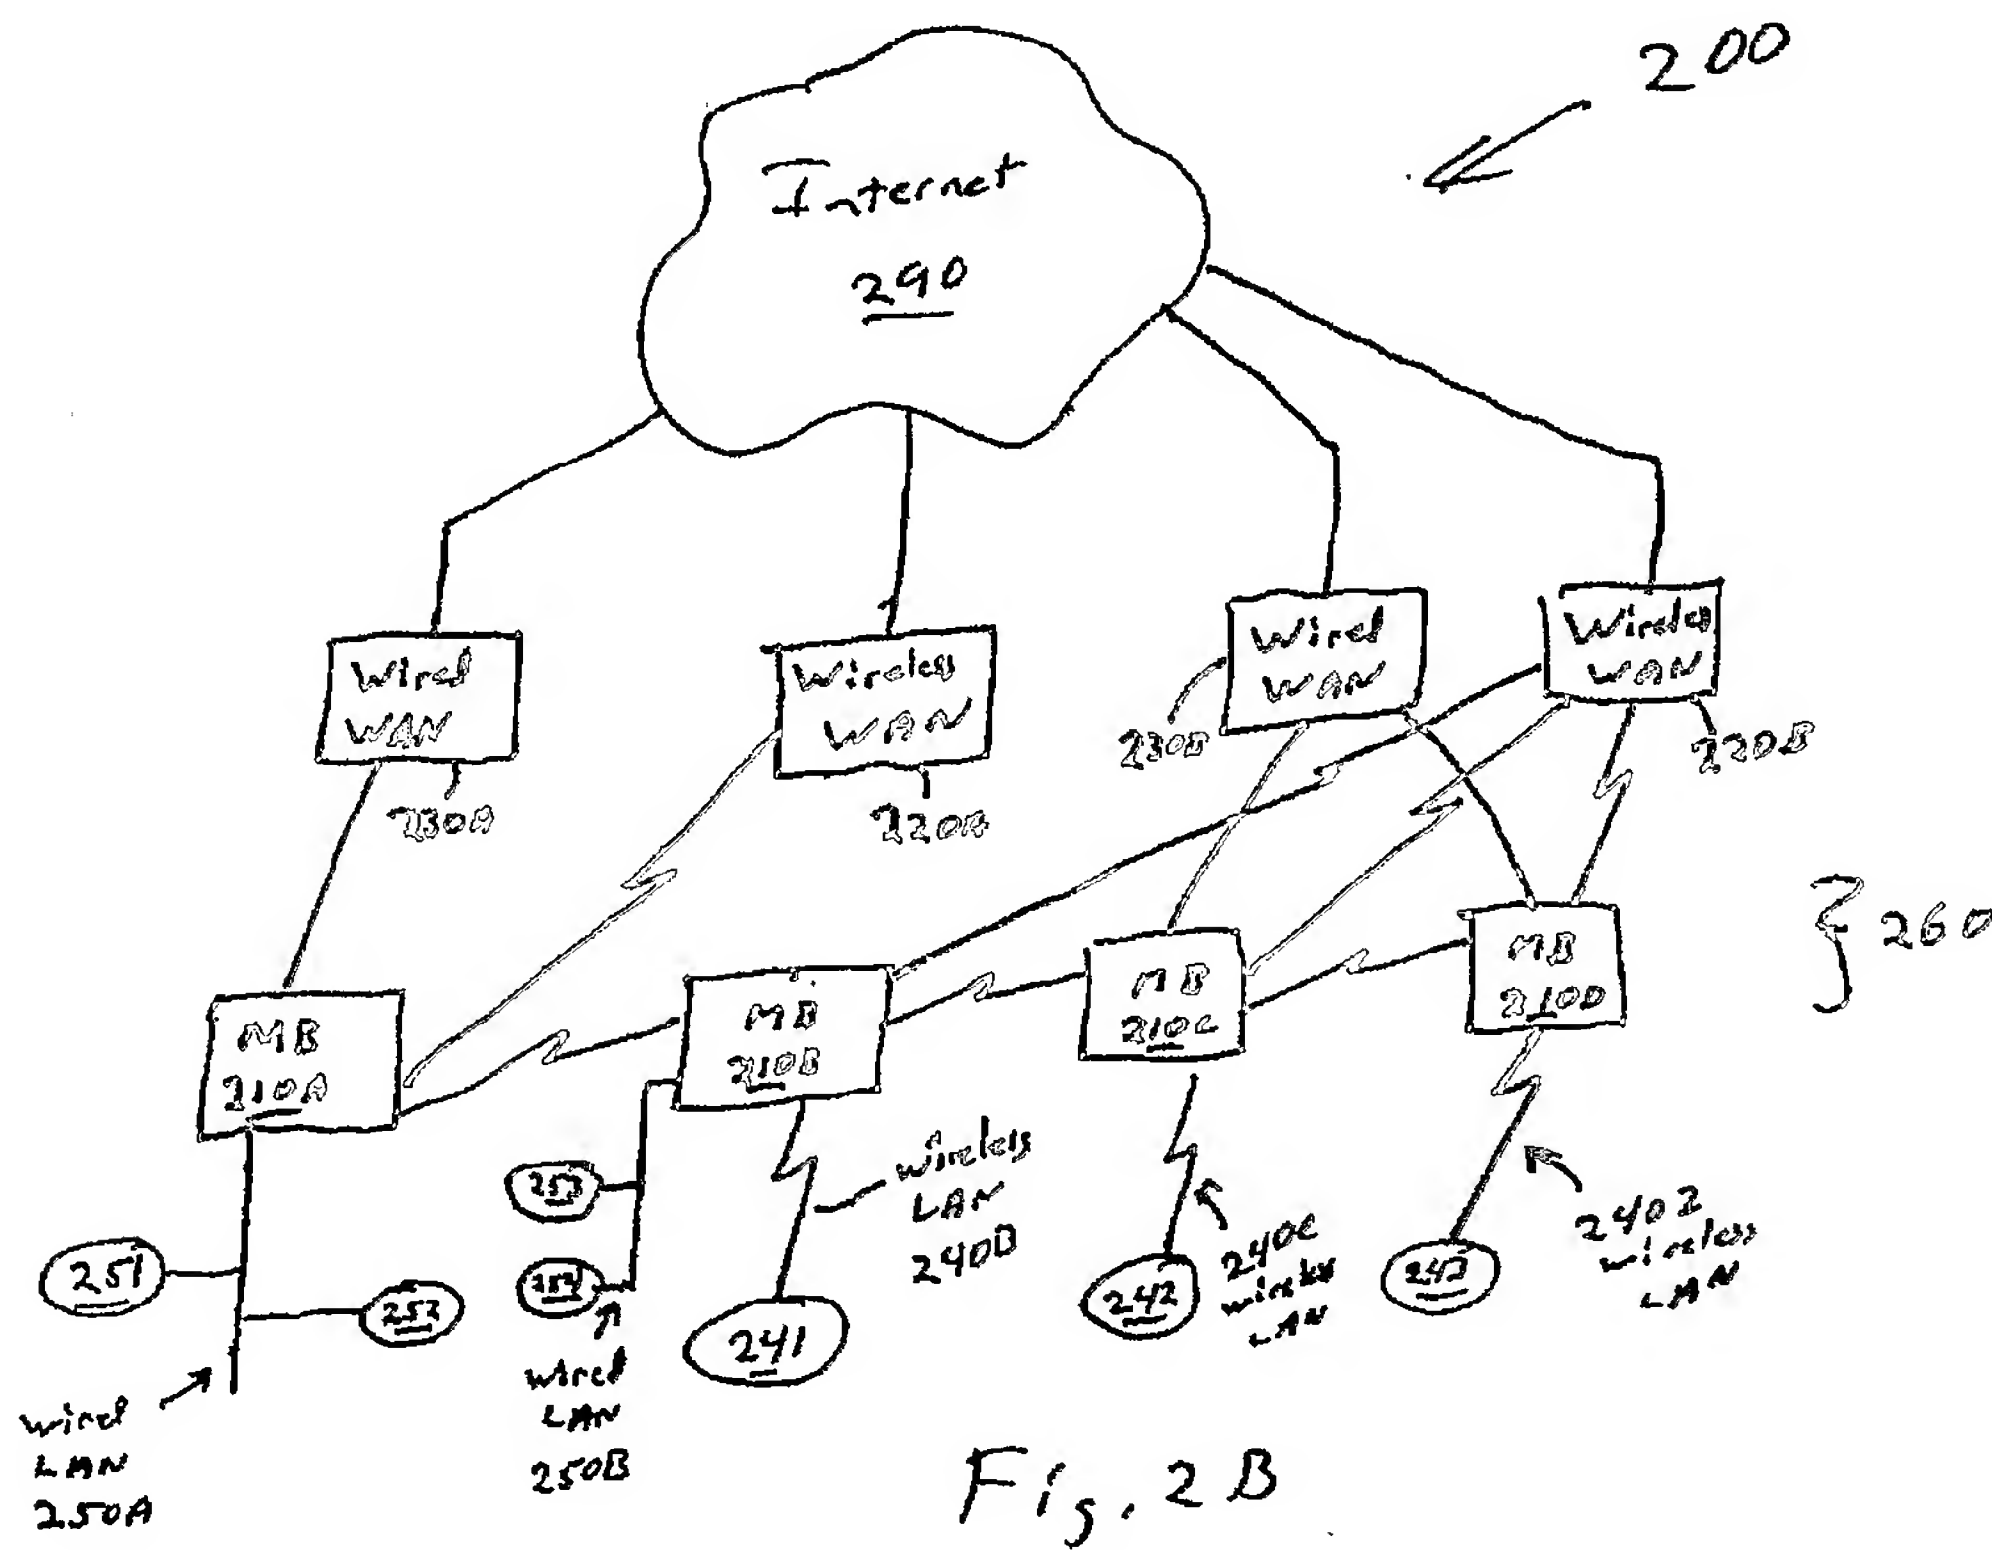 200
Internet
290
Wired
WAN
230A
Wireless
WAN
220A
Wired
WAN
230B
Wireless
WAN
220B
260
MB
210A
MB
210B
MB
210C
MB
210D
251
252
wired
LAN
250A
253
254
wired
LAN
250B
241
wireless
LAN
240B
242
240C
wireless
LAN
243
wireless
LAN
Fig. 2B